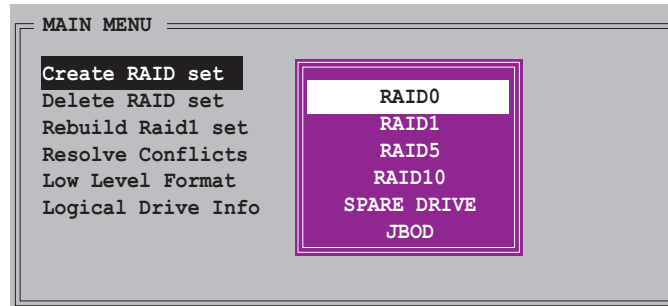 MAIN MENU
Create RAID set
Delete RAID set
Rebuild Raid1 set
Resolve Conflicts
Low Level Format
Logical Drive Info
RAID0
RAID1
RAID5
RAID10
SPARE DRIVE
JBOD